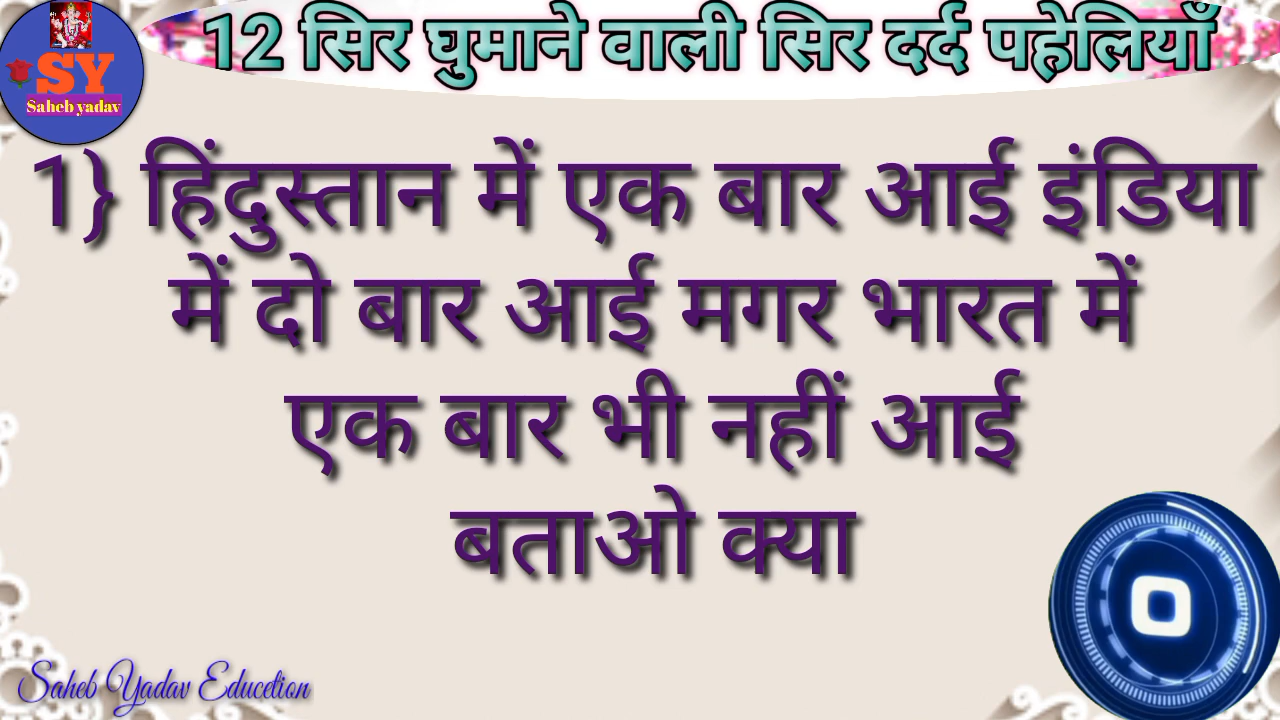 12 सिर घुमाने वाली सिर दर्द पहेलियाँ
SY
Saheb yadav
1} हिंदुस्तान में एक बार आई इंडिया
में दो बार आई मगर भारत में
एक बार भी नहीं आई
बताओ क्या
0
Saheb Yadav Educetion